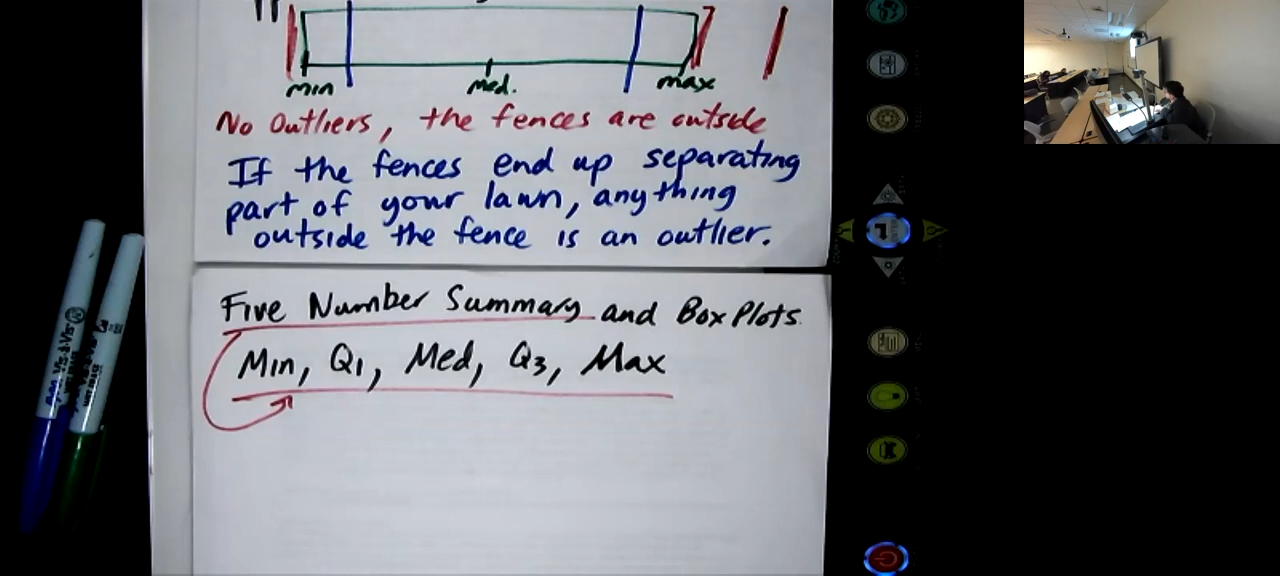 min med. max
No Outliers, the fences are outside
If the fences end up separating
part of your lawn, anything
outside the fence is an outlier.
Five Number Summary and Box Plots.
Min, Q1, Med, Q3, Max